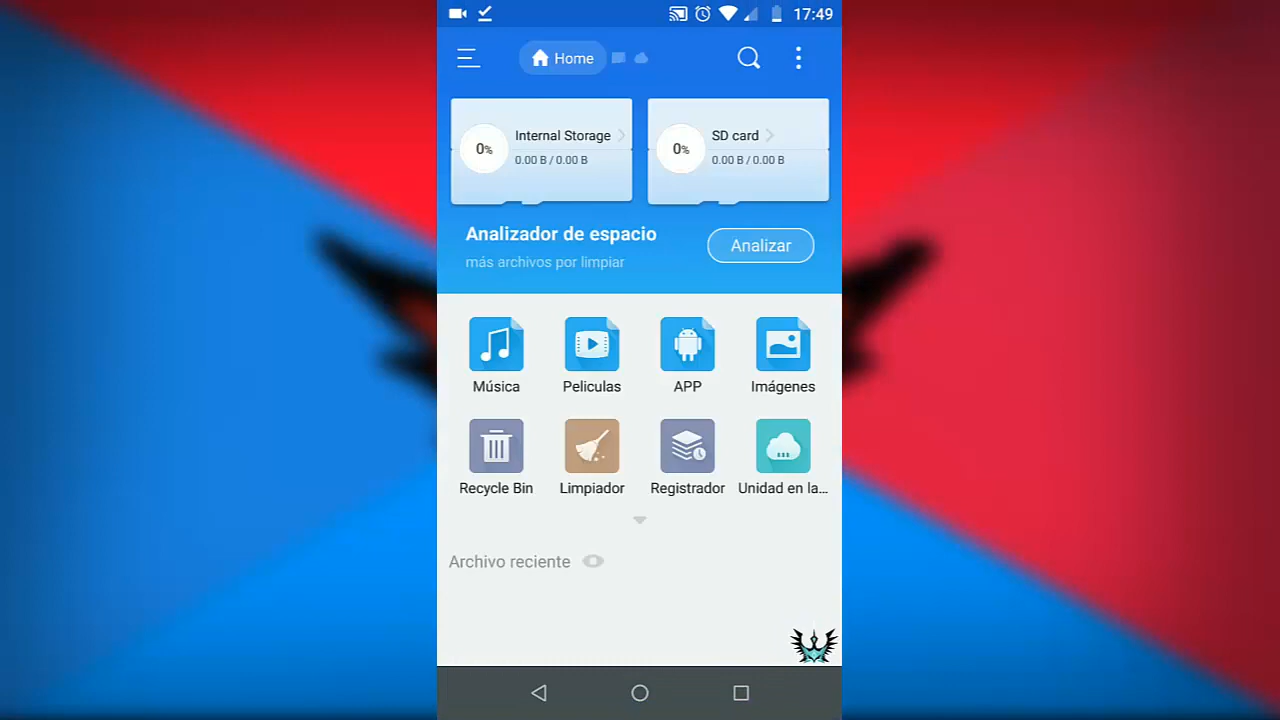 17:49
Home
Internal Storage
0%
0.00 B / 0.00 B
SD card
0%
0.00 B / 0.00 B
Analizador de espacio
más archivos por limpiar
Analizar
Música
Peliculas
APP
Imágenes
Recycle Bin
Limpiador
Registrador
Unidad en la...
Archivo reciente